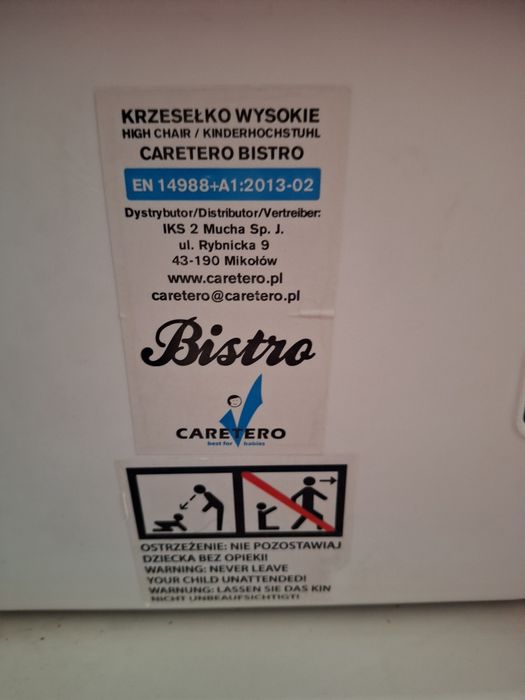 KRZESEŁKO WYSOKIE
HIGH CHAIR / KINDERHOCHSTUHL
CARETERO BISTRO
EN 14988+A1:2013-02
Dystrybutor/Distributor/Vertreiber:
IKS 2 Mucha Sp. J.
ul. Rybnicka 9
43-190 Mikołów
www.caretero.pl
caretero@caretero.pl
Bistro
CARETERO
best for babies
OSTRZEŻENIE: NIE POZOSTAWIAJ
DZIECKA BEZ OPIEKI!
WARNING: NEVER LEAVE
YOUR CHILD UNATTENDED!
WARNUNG: LASSEN SIE DAS KIN
NICHT UNBEAUFSICHTIGT!